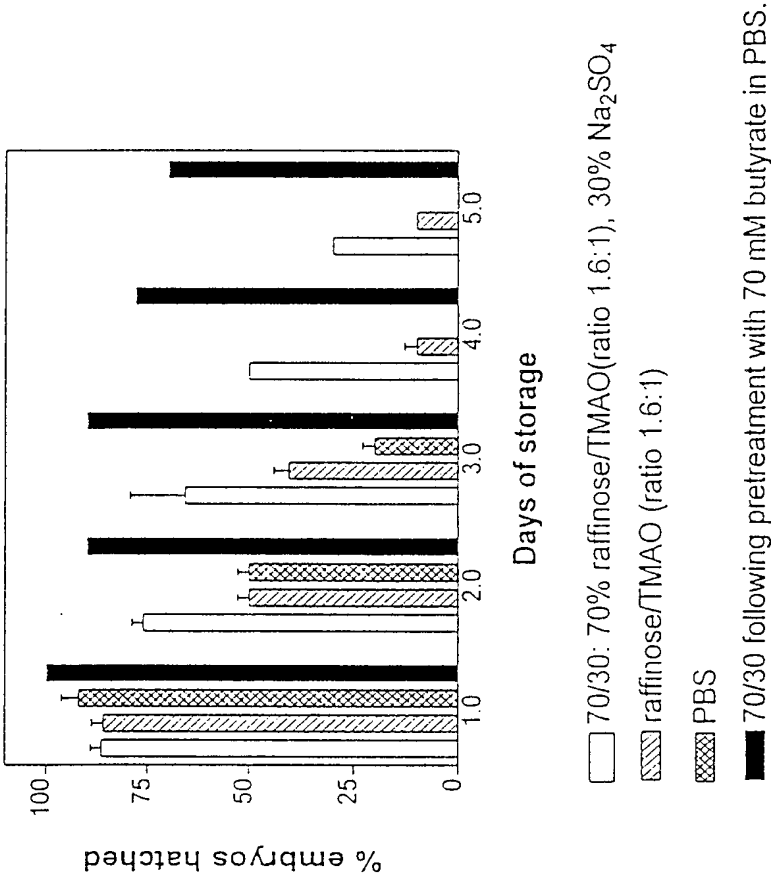 % embryos hatched
100
75
50
25
0
1.0 2.0 3.0 4.0 5.0
Days of storage
70/30: 70% raffinose/TMAO(ratio 1.6:1), 30% Na₂SO₄
raffinose/TMAO (ratio 1.6:1)
PBS
70/30 following pretreatment with 70 mM butyrate in PBS.